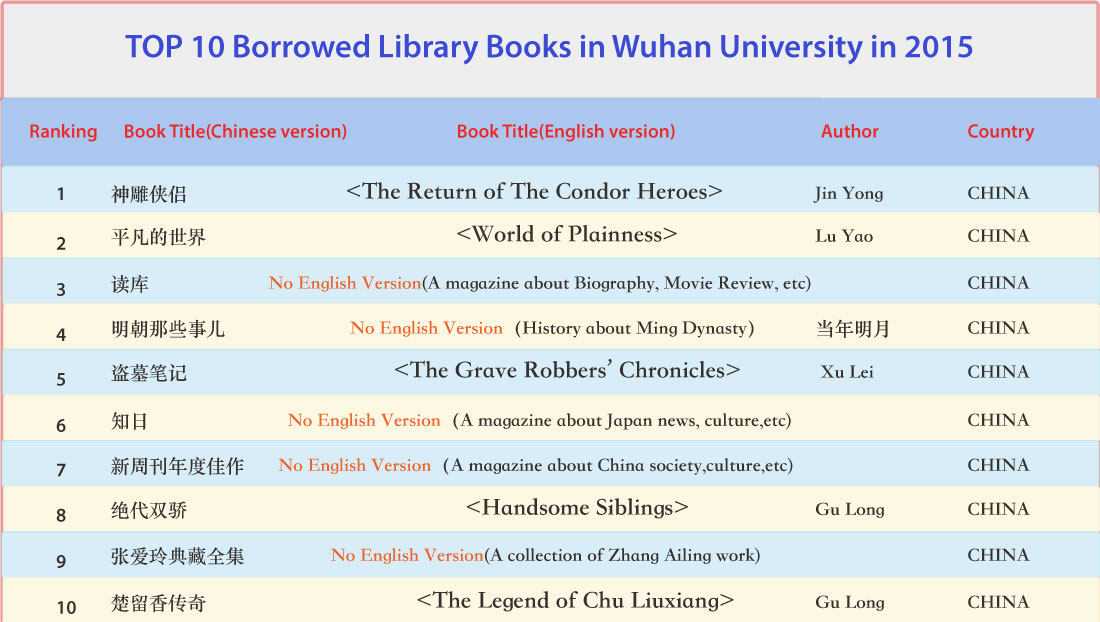 TOP 10 Borrowed Library Books in Wuhan University in 2015
Ranking Book Title(Chinese version) Book Title(English version) Author Country
1 神雕侠侣 <The Return of The Condor Heroes> Jin Yong CHINA
2 平凡的世界 <World of Plainness> Lu Yao CHINA
3 读库 No English Version(A magazine about Biography, Movie Review, etc) CHINA
4 明朝那些事儿 No English Version (History about Ming Dynasty) 当年明月 CHINA
5 盗墓笔记 <The Grave Robbers’ Chronicles> Xu Lei CHINA
6 知日 No English Version (A magazine about Japan news, culture,etc) CHINA
7 新周刊年度佳作 No English Version (A magazine about China society,culture,etc) CHINA
8 绝代双骄 <Handsome Siblings> Gu Long CHINA
9 张爱玲典藏全集 No English Version(A collection of Zhang Ailing work) CHINA
10 楚留香传奇 <The Legend of Chu Liuxiang> Gu Long CHINA